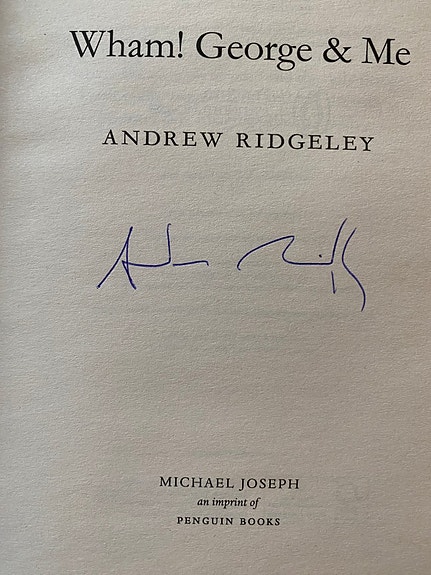 Wham! George & Me
ANDREW RIDGELEY
MICHAEL JOSEPH
an imprint of
PENGUIN BOOKS